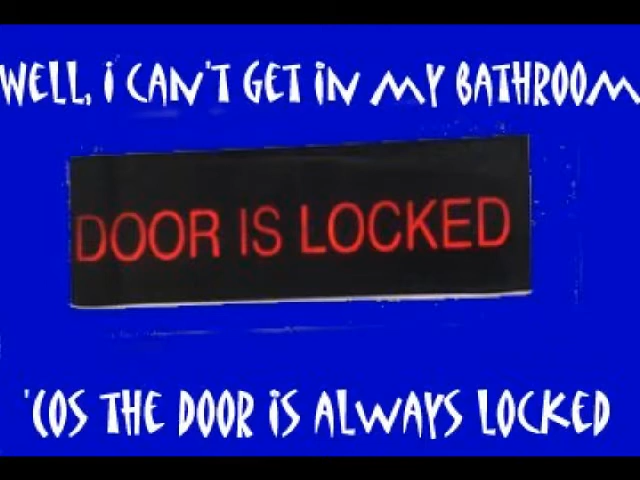 WELL, i CAN'T GET iN MY BATHROOM
DOOR IS LOCKED
'COS THE DOOR iS ALWAYS LOCKED